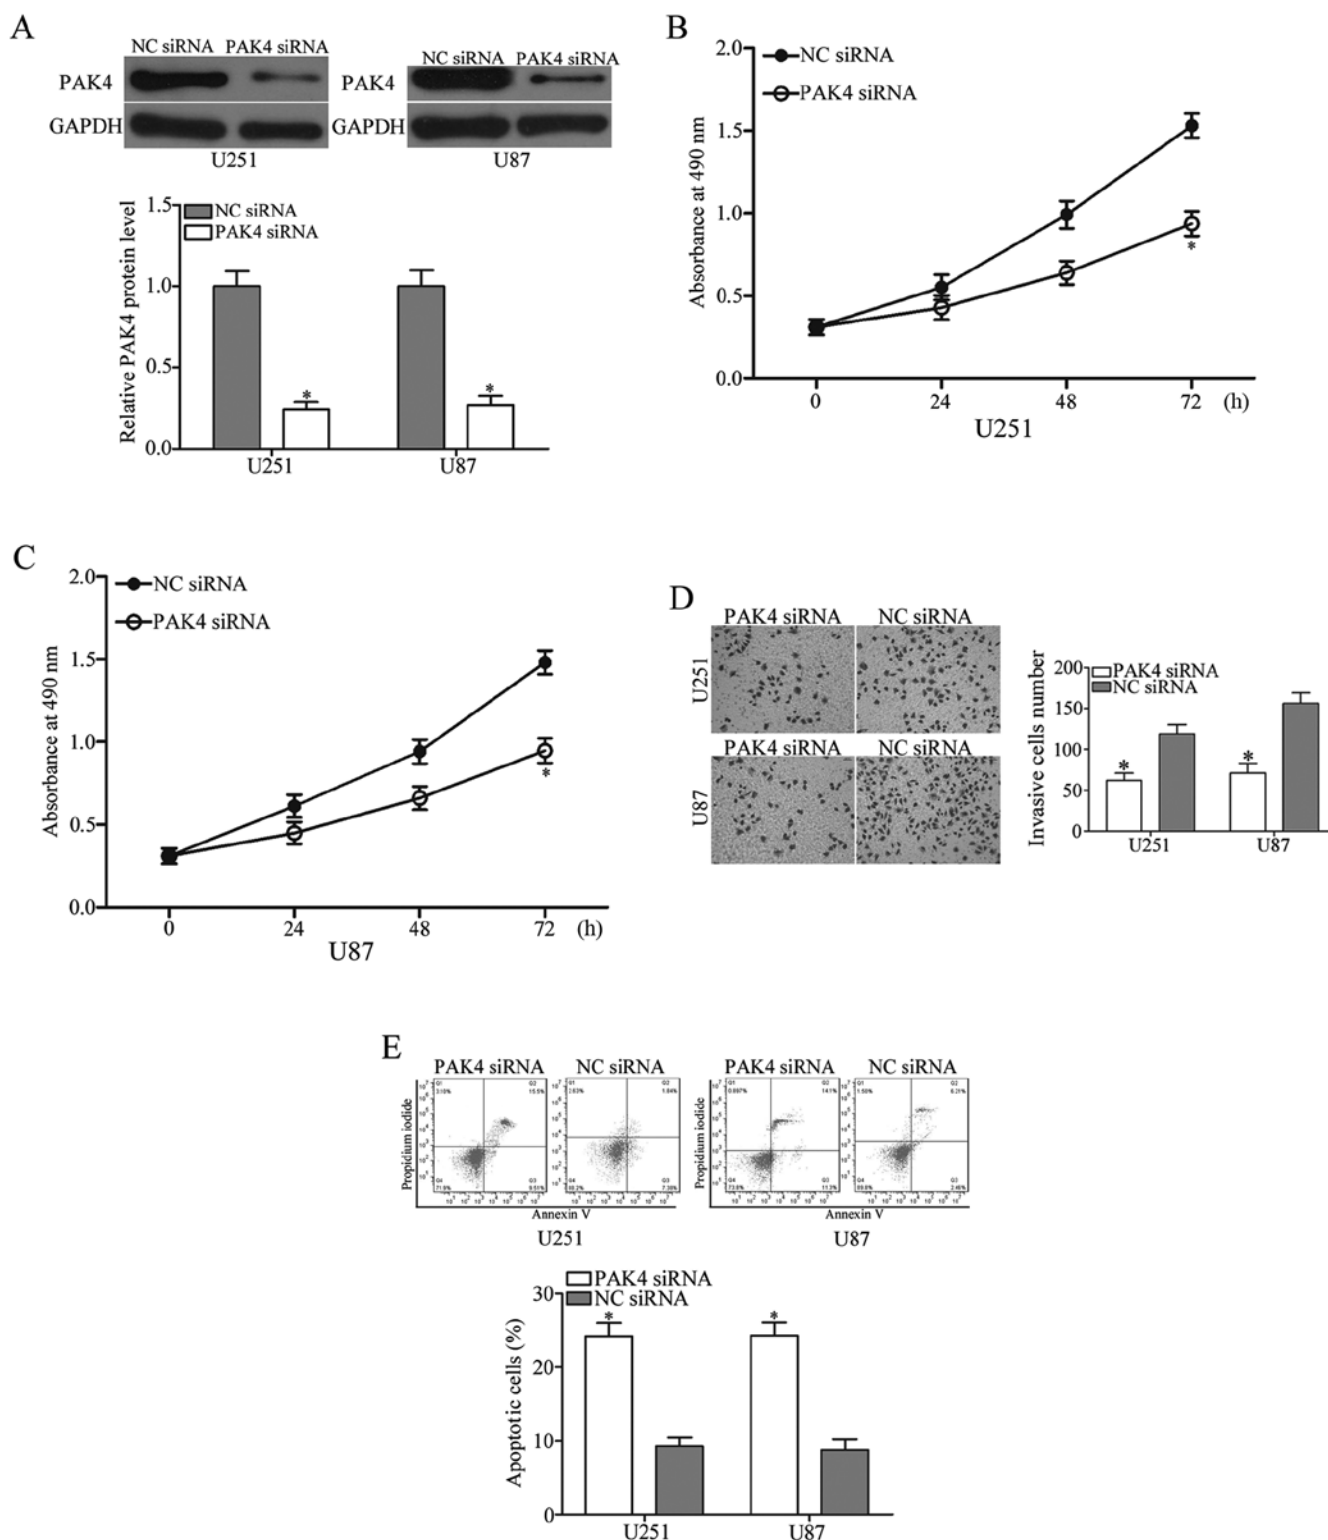 A
NC siRNA PAK4 siRNA
PAK4
GAPDH
U251
NC siRNA PAK4 siRNA
PAK4
GAPDH
U87
Relative PAK4 protein level
1.5
1.0
0.5
0.0
NC siRNA
PAK4 siRNA
*
*
U251
U87
B
Absorbance at 490 nm
2.0
1.5
1.0
0.5
0.0
NC siRNA
PAK4 siRNA
*
0 24 48 72 (h)
U251
C
Absorbance at 490 nm
2.0
1.5
1.0
0.5
0.0
NC siRNA
PAK4 siRNA
*
0 24 48 72 (h)
U87
D
PAK4 siRNA NC siRNA
U251
PAK4 siRNA NC siRNA
U87
Invasive cells number
200
150
100
50
0
PAK4 siRNA
NC siRNA
*
*
U251 U87
E
PAK4 siRNA NC siRNA
Propidium iodide
Annexin V
U251
PAK4 siRNA NC siRNA
Propidium iodide
Annexin V
U87
Apoptotic cells (%)
30
20
10
0
PAK4 siRNA
NC siRNA
*
*
U251 U87